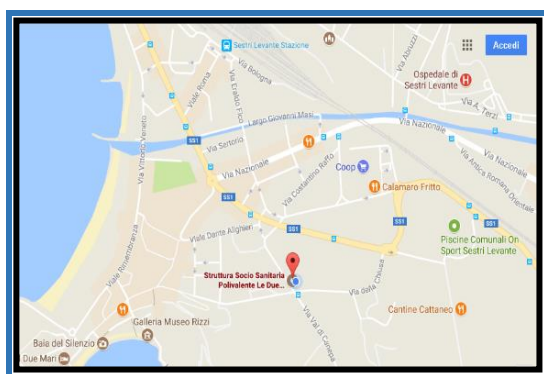 Sestri Levante Stazione
Accedi
Via Abruzzi
Ospedale di
Sestri Levante
Via Bologna
Viale Roma
Via Eraldo Fico
Via A. Terzi
Largo Giovanni Masi
Via Vittorio Veneto
SS1
Via Sertorio
Via Nazionale
Via Nazionale
Via Nazionale
Coop
Via Costantino Raffo
Via Antica Romana Orientale
Calamaro Fritto
SS1
SS1
SS1
Viale Dante Alighieri
Piscine Comunali On
Sport Sestri Levante
Viale Rimembranza
Struttura Socio Sanitaria
Polivalente Le Due...
Via della Chiusa
Via Val di Canepa
Cantine Cattaneo
Galleria Museo Rizzi
Baia del Silenzio
Due Mari